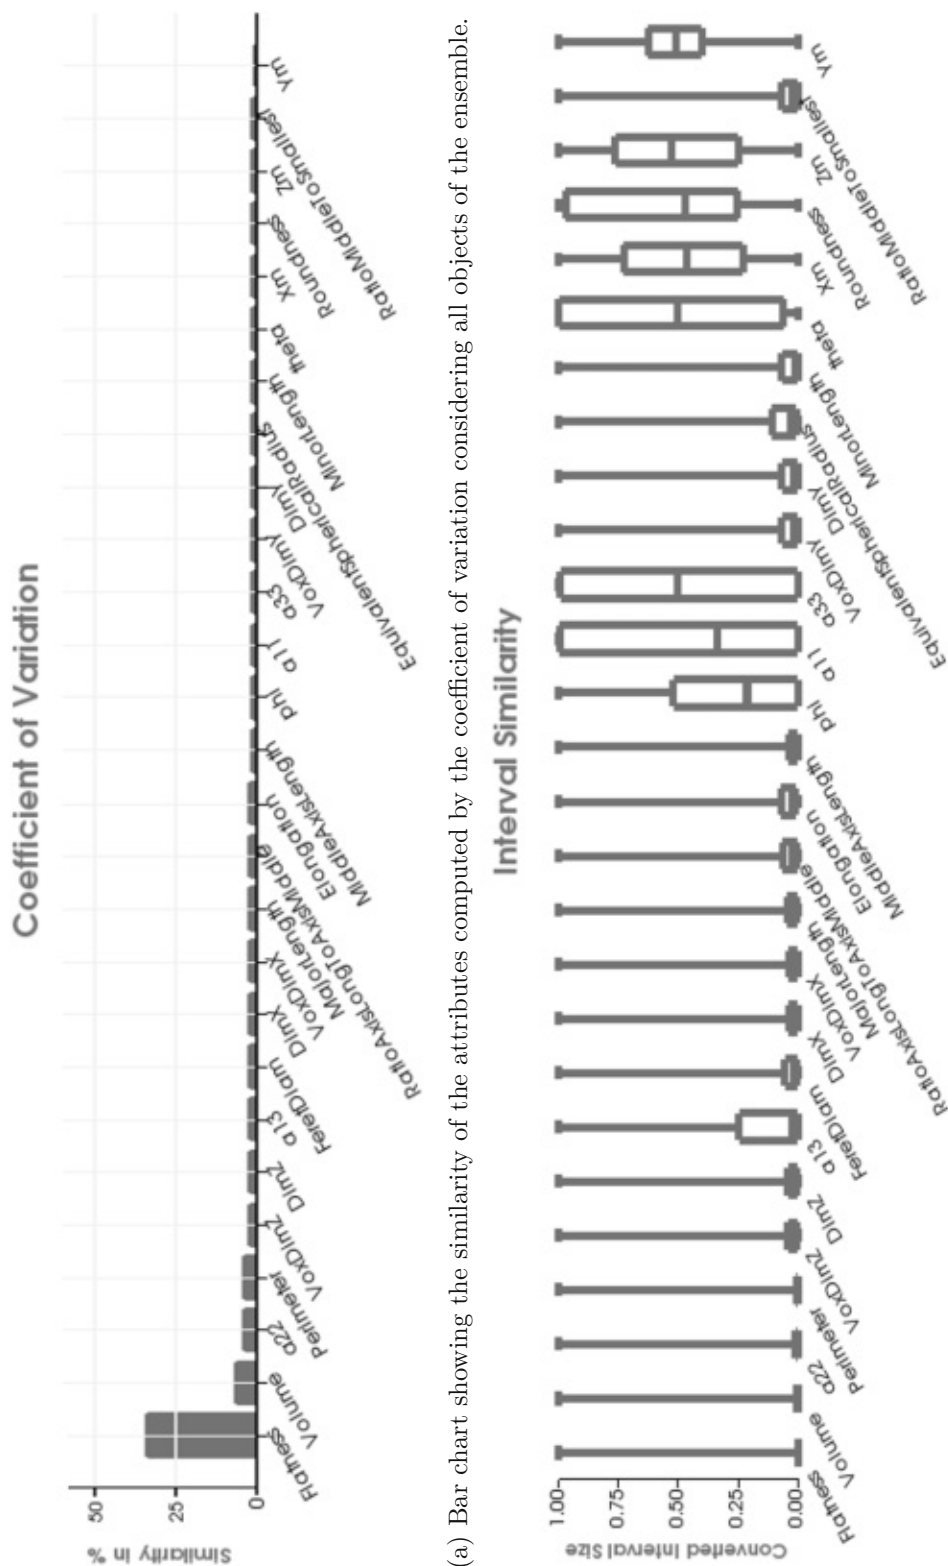 Coefficient of Variation
Similarity in %
50
25
0
Flatness
Volume
a22
Perimeter
VoxDimZ
DimZ
a13
FeretDiam
DimX
VoxDimX
MajorLength
RatioAxisLongToAxisMiddle
Elongation
MiddleAxisLength
phi
a11
a33
VoxDimY
DimY
EquivalentSphericalRadius
MinorLength
theta
Xm
Roundness
Zm
RatioMiddleToSmallest
Ym
(a) Bar chart showing the similarity of the attributes computed by the coefficient of variation considering all objects of the ensemble.
Interval Similarity
Converted Interval Size
1.00
0.75
0.50
0.25
0.00
Flatness
Volume
a22
Perimeter
VoxDimZ
DimZ
a13
FeretDiam
DimX
VoxDimX
MajorLength
RatioAxisLongToAxisMiddle
Elongation
MiddleAxisLength
phi
a11
a33
VoxDimY
DimY
EquivalentSphericalRadius
MinorLength
theta
Xm
Roundness
Zm
RatioMiddleToSmallest
Ym